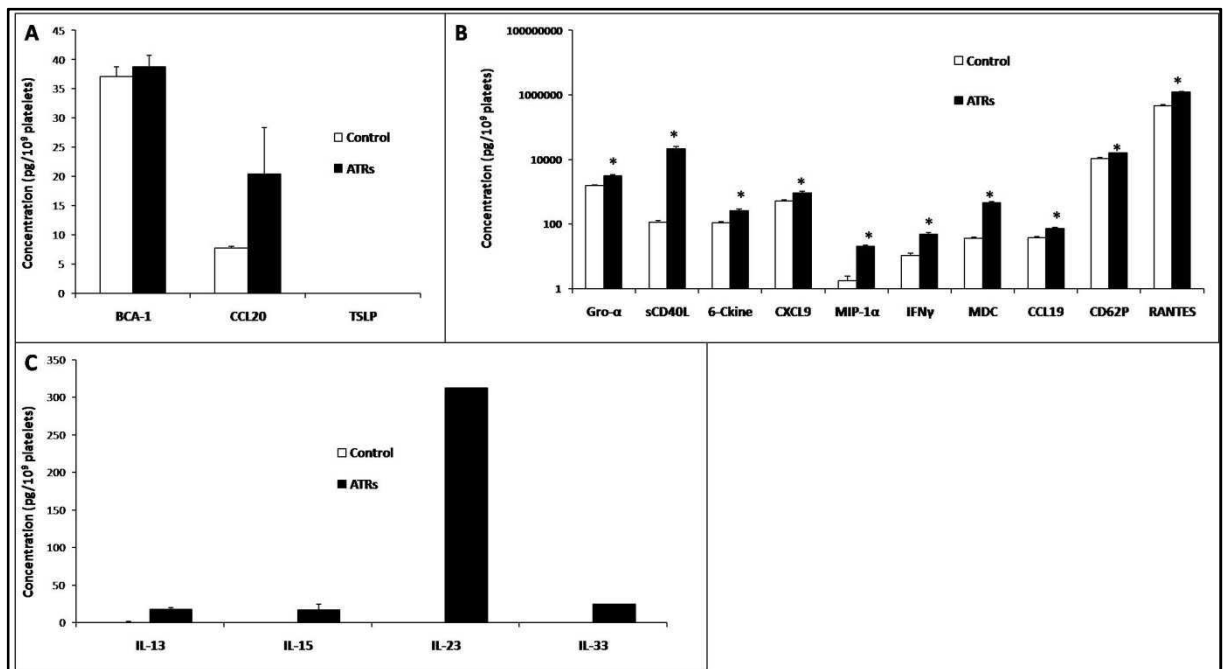 A
Concentration (pg/10⁹ platelets)
45
40
35
30
25
20
15
10
5
0
Control
ATRs
BCA-1 CCL20 TSLP
B
Concentration (pg/10⁹ platets)
100000000
1000000
10000
100
1
Control
ATRs
* * * * * * * * * *
Gro-α sCD40L 6-Ckine CXCL9 MIP-1α IFNγ MDC CCL19 CD62P RANTES
C
Concentration (pg/10⁹ platelets)
350
300
250
200
150
100
50
0
Control
ATRs
IL-13 IL-15 IL-23 IL-33